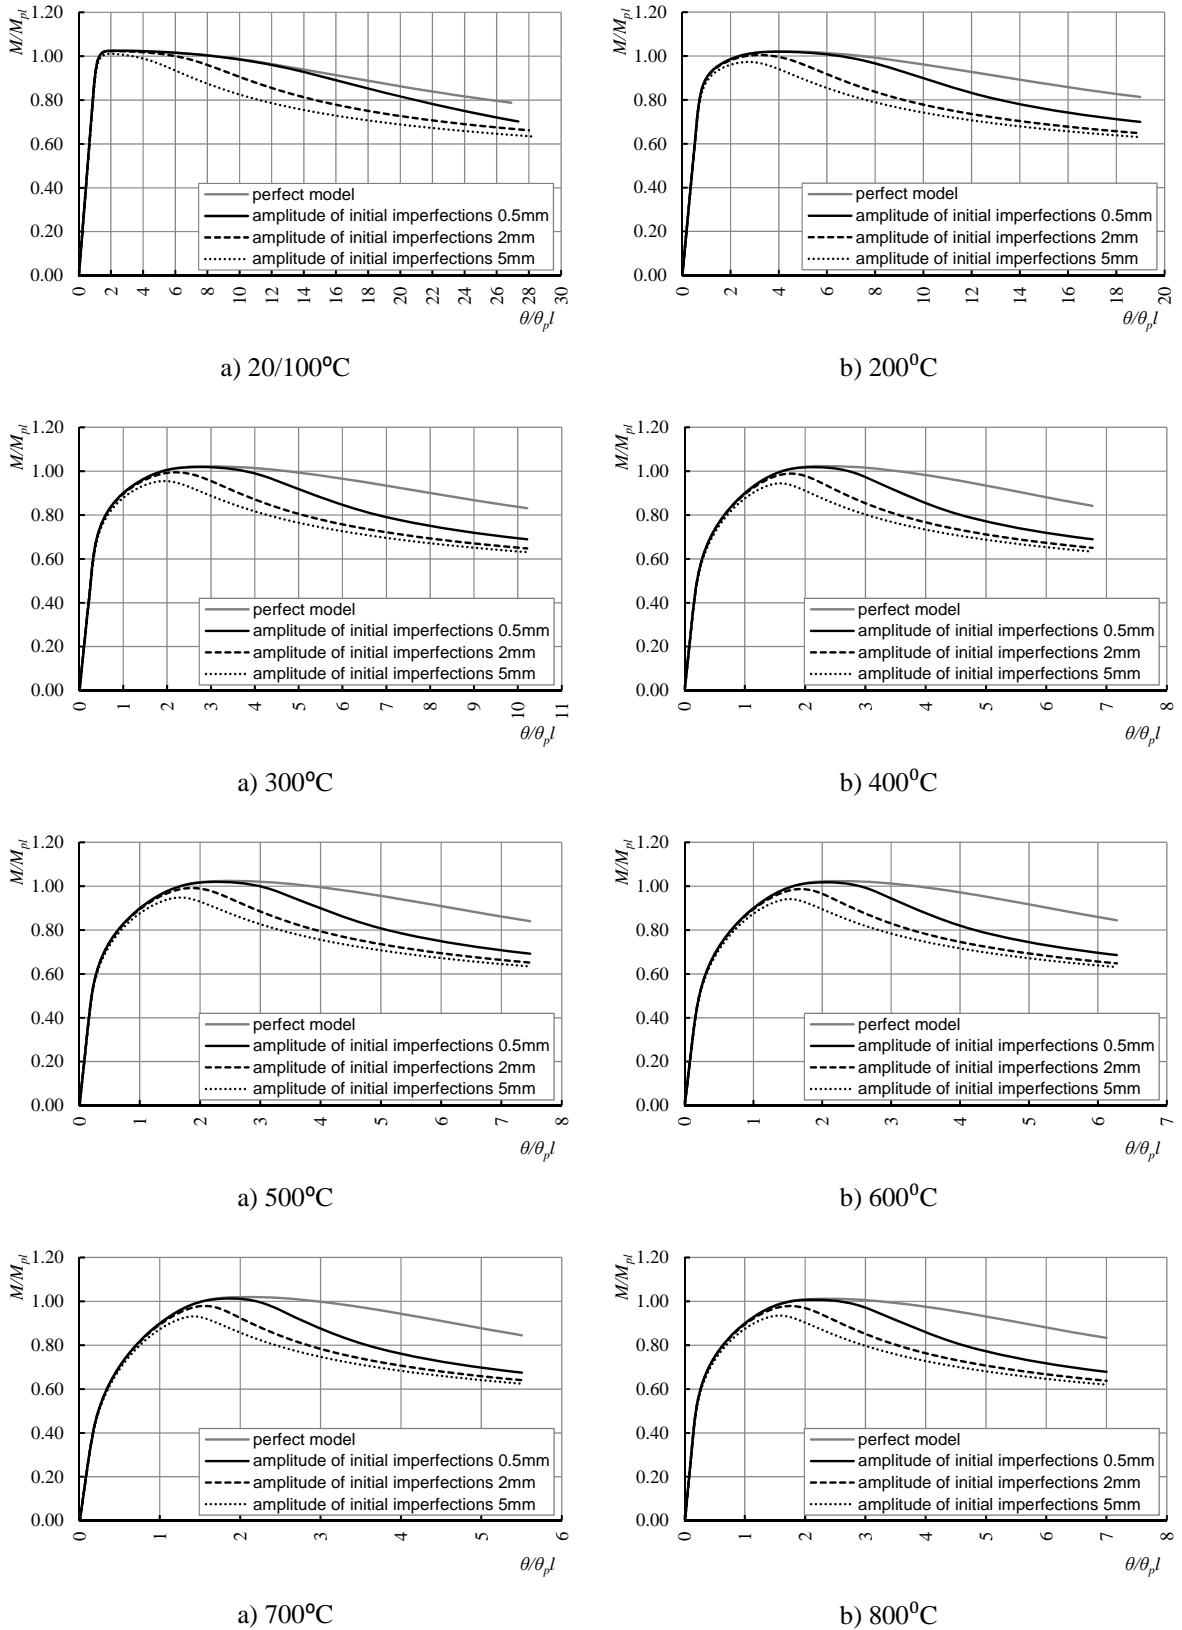 M/Mpl
1.20
1.00
0.80
0.60
0.40
0.20
0.00
perfect model
amplitude of initial imperfections 0.5mm
amplitude of initial imperfections 2mm
amplitude of initial imperfections 5mm
0 2 4 6 8 10 12 14 16 18 20 22 24 26 28 30
θ/θpl
a) 20/100⁰C
M/Mpl
1.20
1.00
0.80
0.60
0.40
0.20
0.00
perfect model
amplitude of initial imperfections 0.5mm
amplitude of initial imperfections 2mm
amplitude of initial imperfections 5mm
0 2 4 6 8 10 12 14 16 18 20
θ/θpl
b) 200⁰C
M/Mpl
1.20
1.00
0.80
0.60
0.40
0.20
0.00
perfect model
amplitude of initial imperfections 0.5mm
amplitude of initial imperfections 2mm
amplitude of initial imperfections 5mm
0 1 2 3 4 5 6 7 8 9 10 11
θ/θpl
a) 300⁰C
M/Mpl
1.20
1.00
0.80
0.60
0.40
0.20
0.00
perfect model
amplitude of initial imperfections 0.5mm
amplitude of initial imperfections 2mm
amplitude of initial imperfections 5mm
0 1 2 3 4 5 6 7 8
θ/θpl
b) 400⁰C
M/Mpl
1.20
1.00
0.80
0.60
0.40
0.20
0.00
perfect model
amplitude of initial imperfections 0.5mm
amplitude of initial imperfections 2mm
amplitude of initial imperfections 5mm
0 1 2 3 4 5 6 7 8
θ/θpl
a) 500⁰C
M/Mpl
1.20
1.00
0.80
0.60
0.40
0.20
0.00
perfect model
amplitude of initial imperfections 0.5mm
amplitude of initial imperfections 2mm
amplitude of initial imperfections 5mm
0 1 2 3 4 5 6 7
θ/θpl
b) 600⁰C
M/Mpl
1.20
1.00
0.80
0.60
0.40
0.20
0.00
perfect model
amplitude of initial imperfections 0.5mm
amplitude of initial imperfections 2mm
amplitude of initial imperfections 5mm
0 1 2 3 4 5 6
θ/θpl
a) 700⁰C
M/Mpl
1.20
1.00
0.80
0.60
0.40
0.20
0.00
perfect model
amplitude of initial imperfections 0.5mm
amplitude of initial imperfections 2mm
amplitude of initial imperfections 5mm
0 1 2 3 4 5 6 7 8
θ/θpl
b) 800⁰C